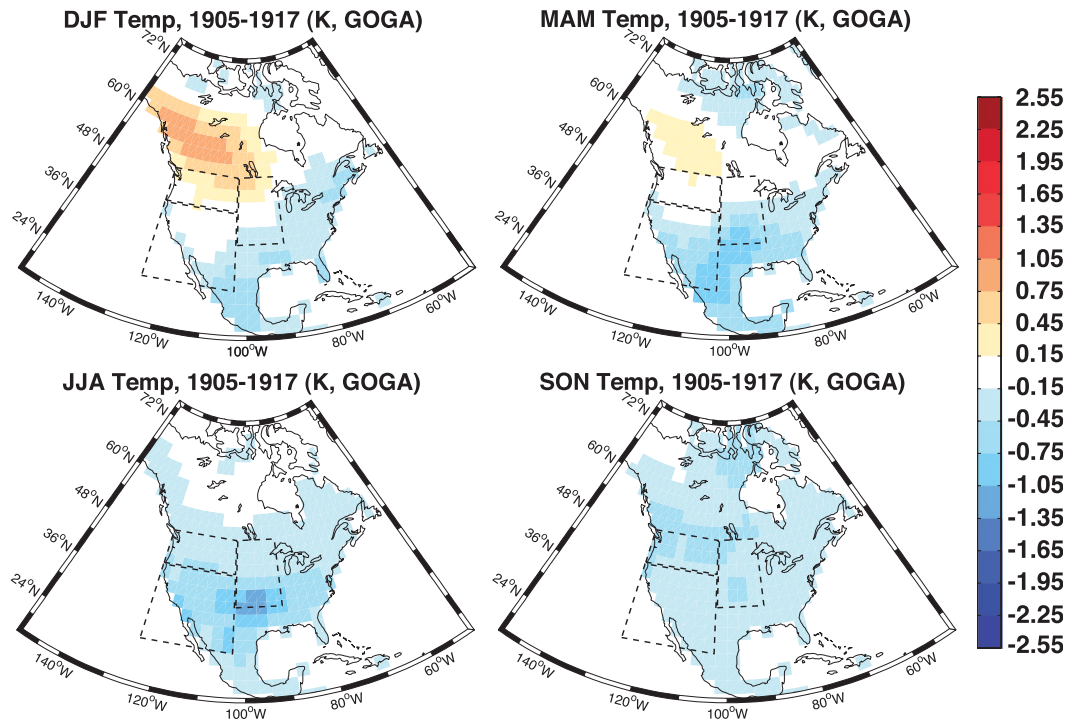 DJF Temp, 1905-1917 (K, GOGA)
72°N
60°N
48°N
36°N
24°N
140°W
120°W
100°W
80°W
60°W
MAM Temp, 1905-1917 (K, GOGA)
72°N
60°N
48°N
36°N
24°N
140°W
120°W
100°W
80°W
60°W
JJA Temp, 1905-1917 (K, GOGA)
72°N
60°N
48°N
36°N
24°N
140°W
120°W
100°W
80°W
60°W
SON Temp, 1905-1917 (K, GOGA)
72°N
60°N
48°N
36°N
24°N
140°W
120°W
100°W
80°W
60°W
2.55
2.25
1.95
1.65
1.35
1.05
0.75
0.45
0.15
-0.15
-0.45
-0.75
-1.05
-1.35
-1.65
-1.95
-2.25
-2.55